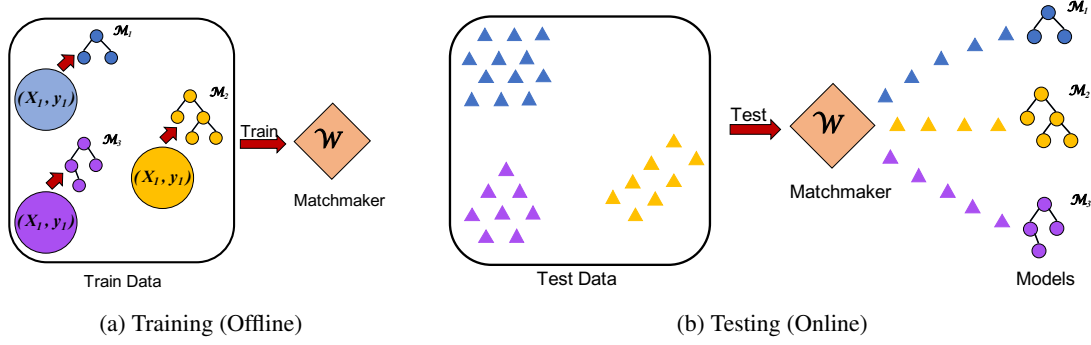 M₁
(X₁, y₁)
M₂
M₃
(X₁, y₁)
(X₁, y₁)
Train
W
Matchmaker
Train Data
(a) Training (Offline)
Test
W
Matchmaker
M₁
M₂
M₃
Test Data
Models
(b) Testing (Online)